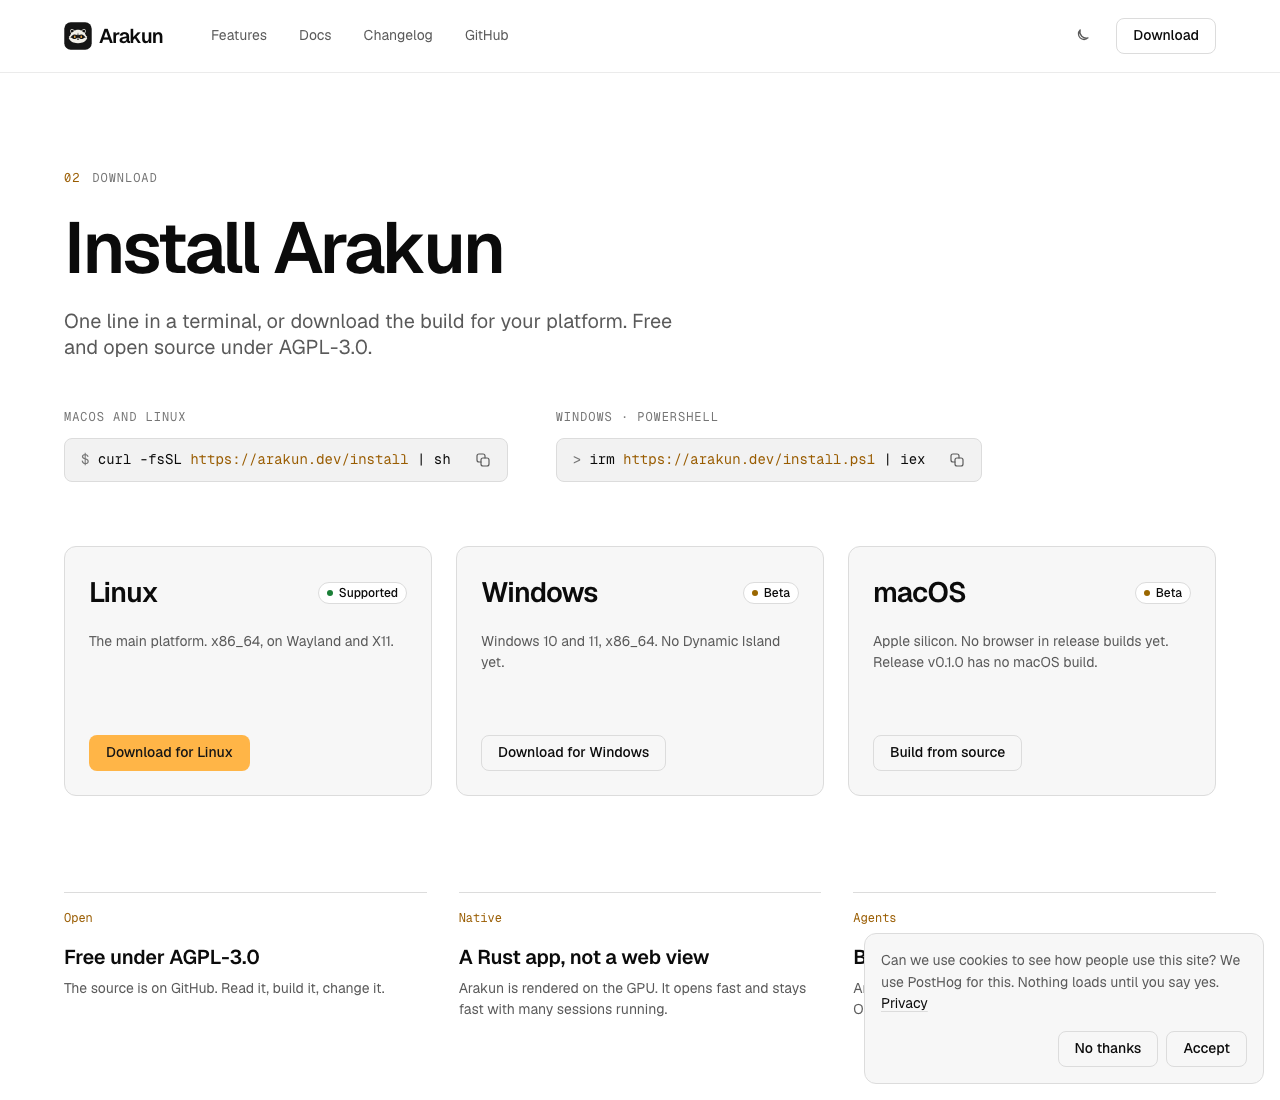 Arakun
Features
Docs
Changelog
GitHub
Download
02 DOWNLOAD
Install Arakun
One line in a terminal, or download the build for your platform. Free
and open source under AGPL-3.0.
MACOS AND LINUX
$ curl -fsSL https://arakun.dev/install | sh
WINDOWS · POWERSHELL
> irm https://arakun.dev/install.ps1 | iex
Linux
Supported
The main platform. x86_64, on Wayland and X11.
Download for Linux
Windows
Beta
Windows 10 and 11, x86_64. No Dynamic Island
yet.
Download for Windows
macOS
Beta
Apple silicon. No browser in release builds yet.
Release v0.1.0 has no macOS build.
Build from source
Open
Free under AGPL-3.0
The source is on GitHub. Read it, build it, change it.
Native
A Rust app, not a web view
Arakun is rendered on the GPU. It opens fast and stays
fast with many sessions running.
Agents
Can we use cookies to see how people use this site? We
use PostHog for this. Nothing loads until you say yes.
Privacy
No thanks
Accept